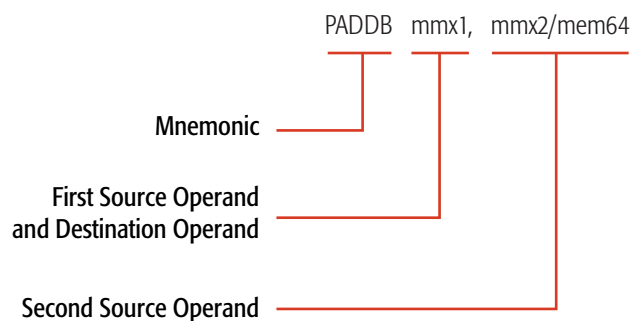 PADDB mmx1, mmx2/mem64
Mnemonic
First Source Operand
and Destination Operand
Second Source Operand